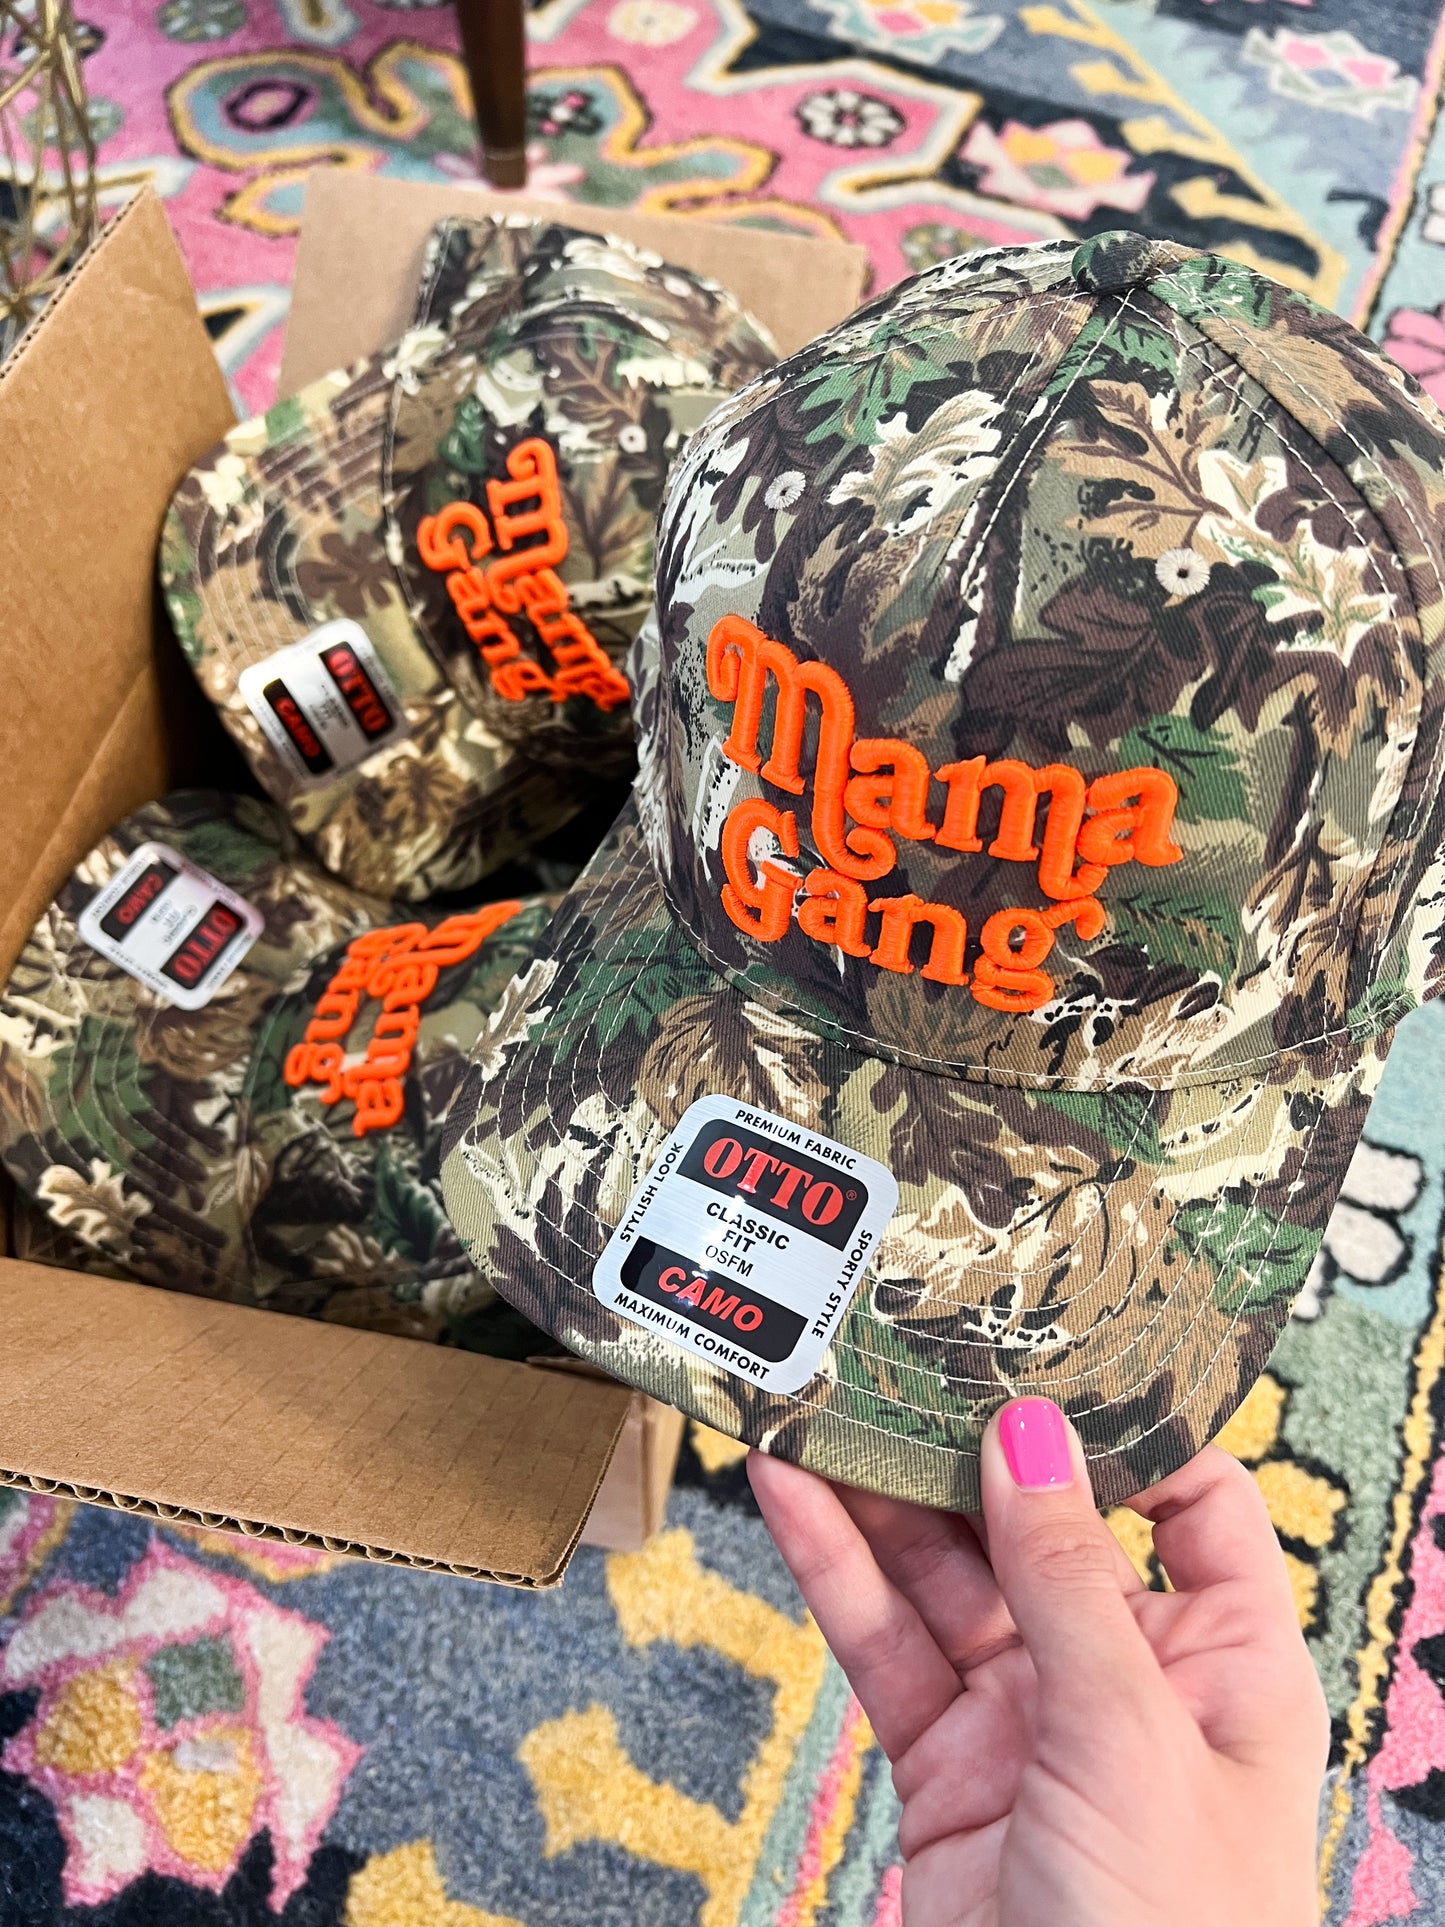 Mama
Gang
PREMIUM FABRIC
OTTO®
STYLISH LOOK
CLASSIC
FIT
OSFM
SPORTY STYLE
CAMO
MAXIMUM COMFORT
Mama
Gang
OTTO
CAMO
Mama
Gang
CAMO
OTTO